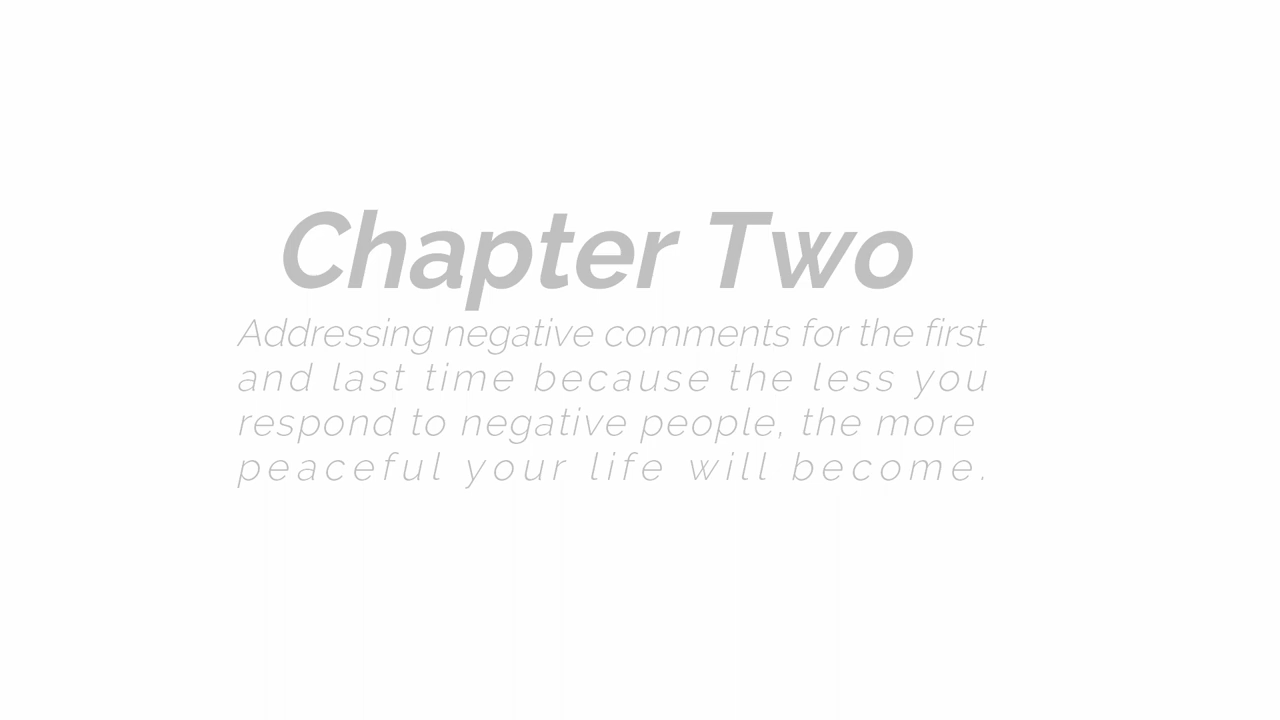 Chapter Two
Addressing negative comments for the first
and last time because the less you
respond to negative people, the more
peaceful your life will become.